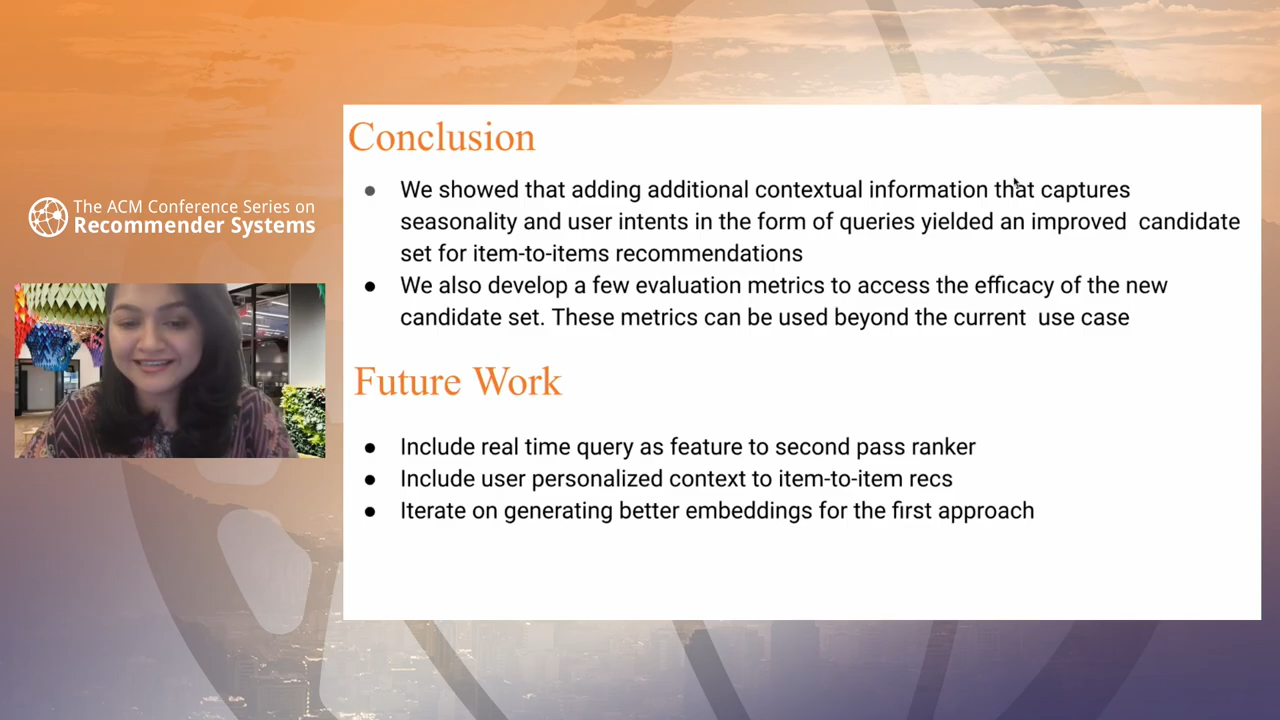 The ACM Conference Series on
Recommender Systems
Conclusion
We showed that adding additional contextual information that captures
seasonality and user intents in the form of queries yielded an improved candidate
set for item-to-items recommendations
We also develop a few evaluation metrics to access the efficacy of the new
candidate set. These metrics can be used beyond the current use case
Future Work
Include real time query as feature to second pass ranker
Include user personalized context to item-to-item recs
Iterate on generating better embeddings for the first approach